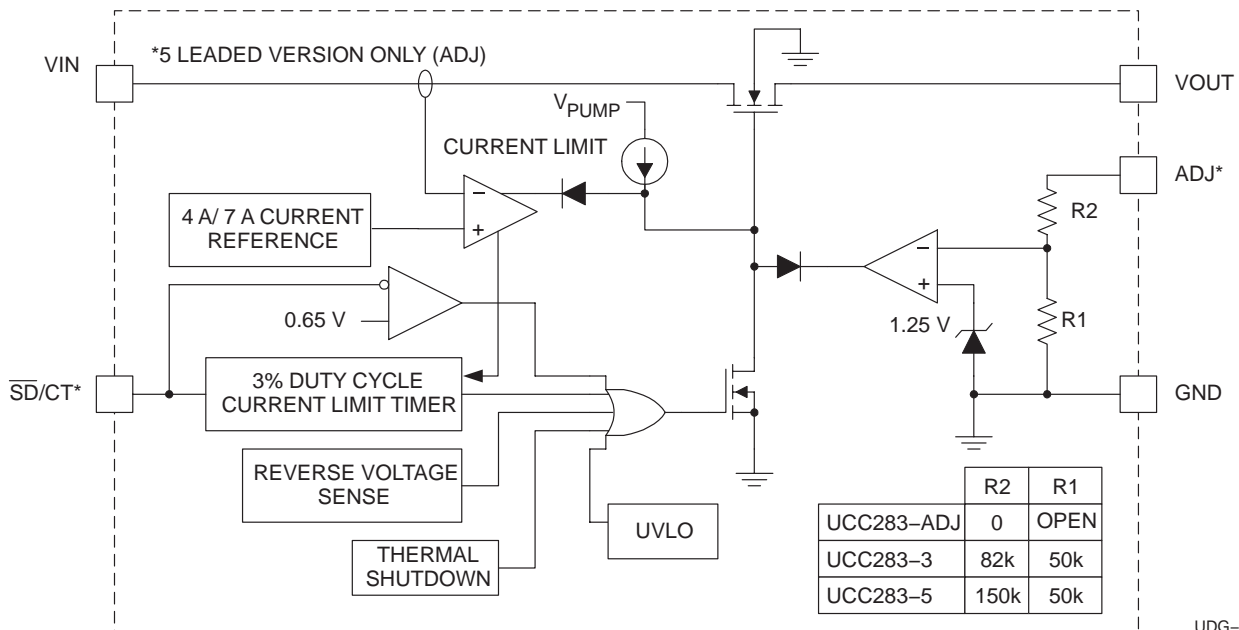 *5 LEADED VERSION ONLY (ADJ)
VIN
VOUT
VPUMP
CURRENT LIMIT
ADJ*
R2
−
+
4 A/ 7 A CURRENT
REFERENCE
−
+
0.65 V
1.25 V
R1
SD/CT*
3% DUTY CYCLE
CURRENT LIMIT TIMER
GND
REVERSE VOLTAGE
SENSE
UVLO
THERMAL
SHUTDOWN
R2 R1
UCC283−ADJ 0 OPEN
UCC283−3 82k 50k
UCC283−5 150k 50k
UDG−